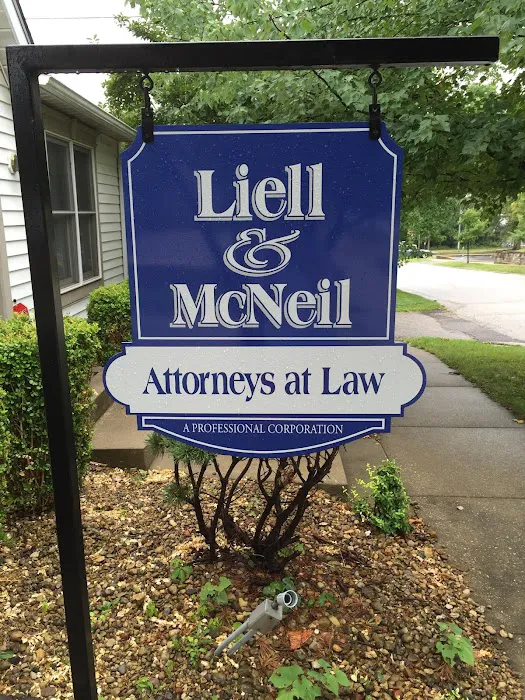 Liell
&
McNeil
Attorneys at Law
A PROFESSIONAL CORPORATION